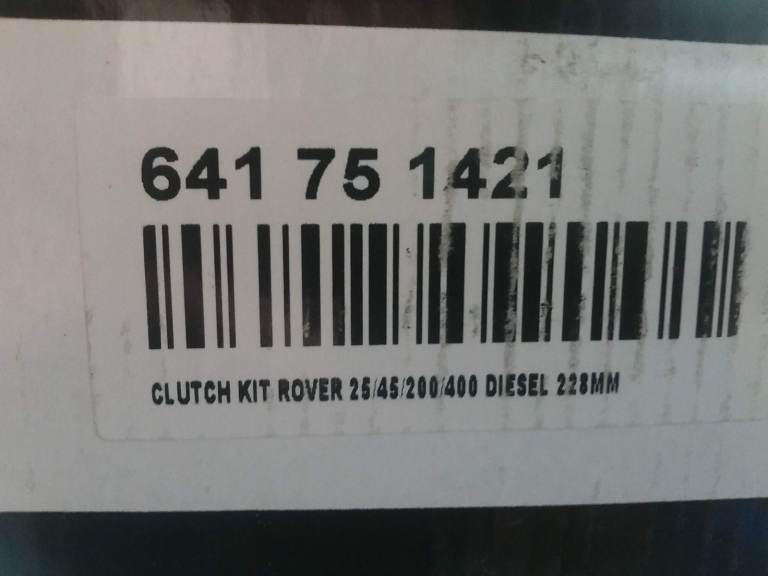 641 75 1421
CLUTCH KIT ROVER 25/45/200/400 DIESEL 228MM